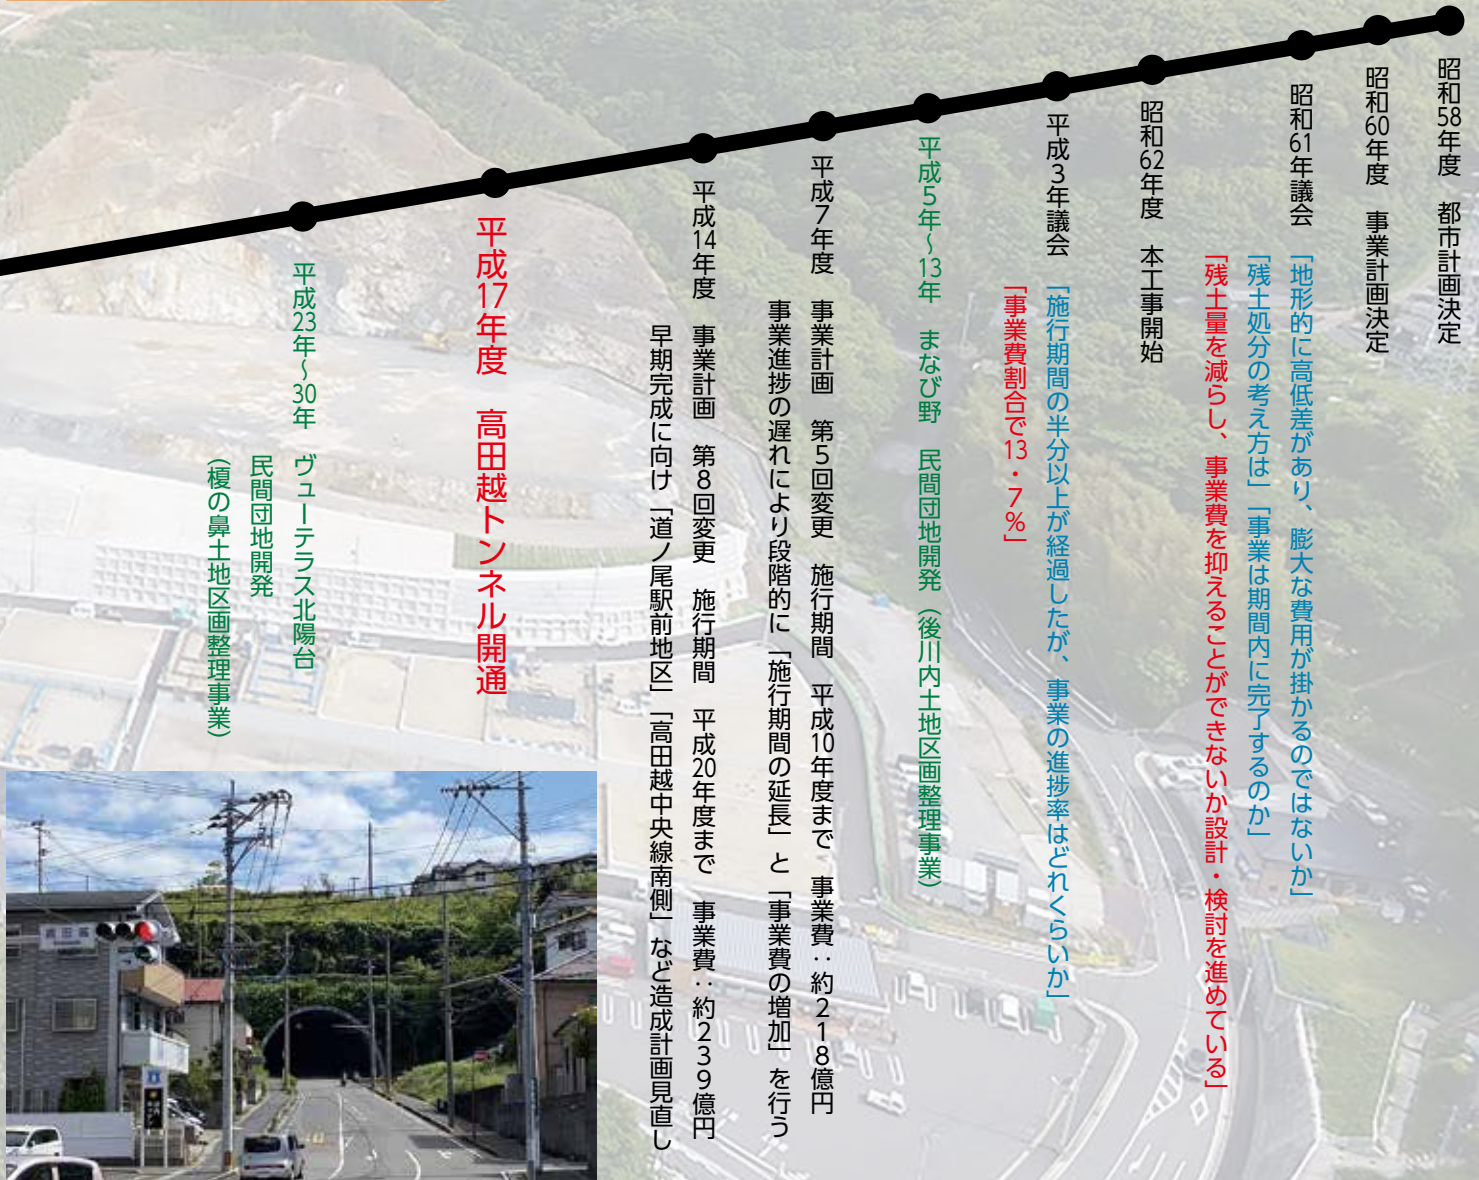 昭和58年度　都市計画決定
昭和60年度　事業計画決定
昭和61年議会　「地形的に高低差があり、膨大な費用が掛かるのではないか」
「残土処分の考え方は」「事業は期間内に完了するのか」
「残土量を減らし、事業費を抑えることができないか設計・検討を進めている」
昭和62年度　本工事開始
平成３年議会　「施行期間の半分以上が経過したが、事業の進捗率はどれくらいか」
「事業費割合で13・７％」
平成５年～13年　まなび野　民間団地開発（後川内土地区画整理事業）
平成７年度　事業計画　第５回変更　施行期間　平成10年度まで　事業費：約２１８億円
事業進捗の遅れにより段階的に「施行期間の延長」と「事業費の増加」を行う
平成14年度　事業計画　第８回変更　施行期間　平成20年度まで　事業費：約２３９億円
早期完成に向け「道ノ尾駅前地区」「高田越中央線南側」など造成計画見直し
平成17年度　高田越トンネル開通
平成23年～30年　ヴューテラス北陽台
民間団地開発
（榎の鼻土地区画整理事業）